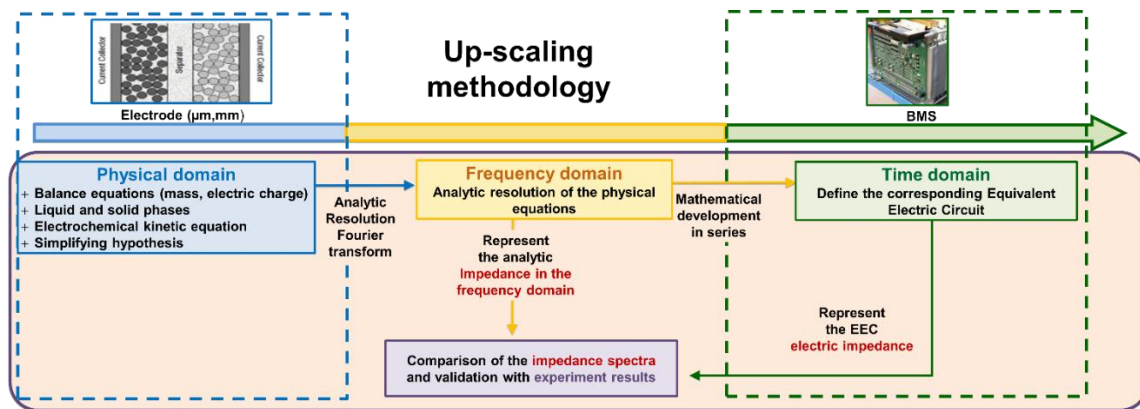 Up-scaling
methodology
Current Collector
Separator
Current Collector
Electrode (µm,mm)
BMS
Physical domain
+ Balance equations (mass, electric charge)
+ Liquid and solid phases
+ Electrochemical kinetic equation
+ Simplifying hypothesis
Analytic
Resolution
Fourier
transform
Frequency domain
Analytic resolution of the physical
equations
Mathematical
development
in series
Time domain
Define the corresponding Equivalent
Electric Circuit
Represent
the analytic
Impedance in the
frequency domain
Represent
the EEC
electric impedance
Comparison of the impedance spectra
and validation with experiment results